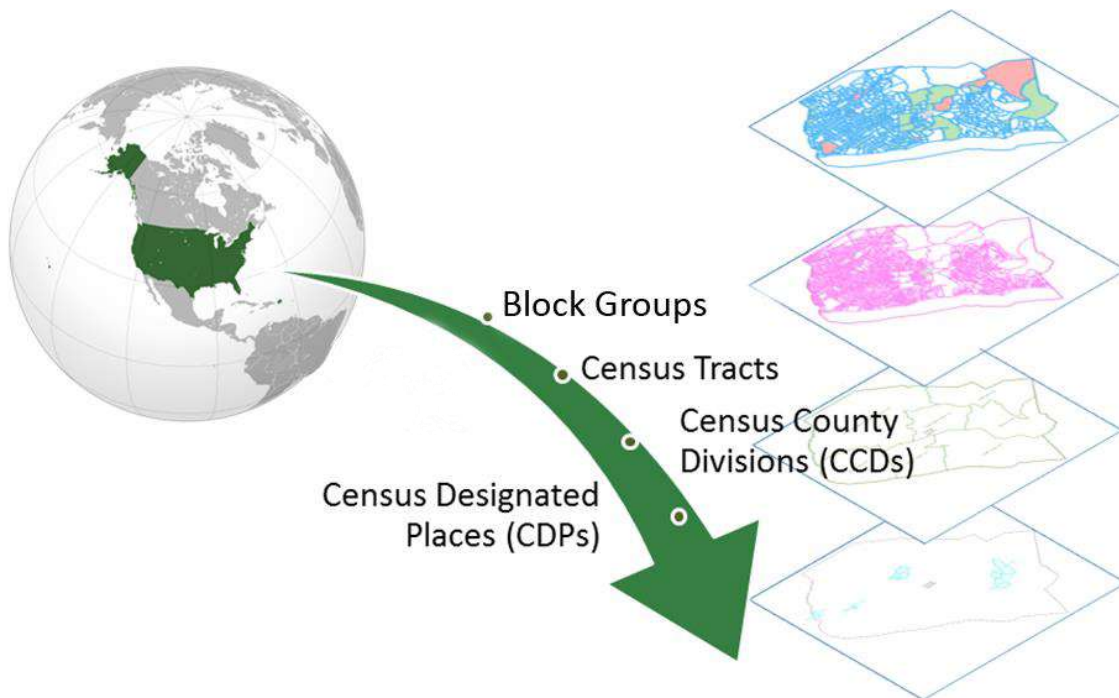 Block Groups
Census Tracts
Census County
Divisions (CCDs)
Census Designated
Places (CDPs)